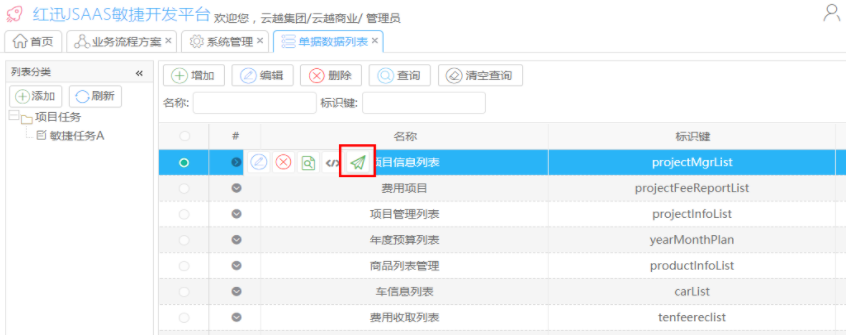 红迅JSAAS敏捷开发平台 欢迎您，云越集团/云越商业/ 管理员
首页 业务流程方案 × 系统管理 × 单据数据列表 ×
列表分类 «
添加 刷新
项目任务
敏捷任务A
增加 编辑 删除 查询 清空查询
名称: 标识键:
# 名称 标识键
项目信息列表 projectMgrList
费用项目 projectFeeReportList
项目管理列表 projectInfoList
年度预算列表 yearMonthPlan
商品列表管理 productInfoList
车信息列表 carList
费用收取列表 tenfeereclist